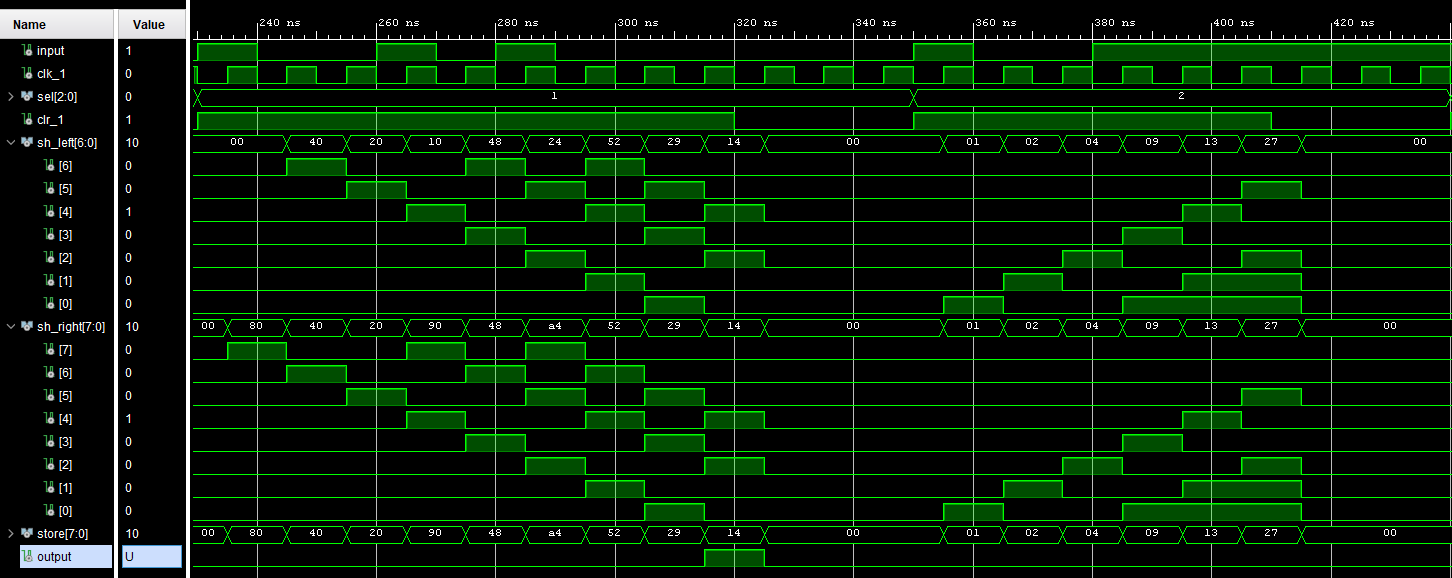 Name Value 240 ns 260 ns 280 ns 300 ns 320 ns 340 ns 360 ns 380 ns 400 ns 420 ns
input 1
clk_1 0
sel[2:0] 0 1 2
clr_1 1
sh_left[6:0] 10 00 40 20 10 48 24 52 29 14 00 01 02 04 09 13 27 00
[6] 0
[5] 0
[4] 1
[3] 0
[2] 0
[1] 0
[0] 0
sh_right[7:0] 10 00 80 40 20 90 48 a4 52 29 14 00 01 02 04 09 13 27 00
[7] 0
[6] 0
[5] 0
[4] 1
[3] 0
[2] 0
[1] 0
[0] 0
store[7:0] 10 00 80 40 20 90 48 a4 52 29 14 00 01 02 04 09 13 27 00
output U